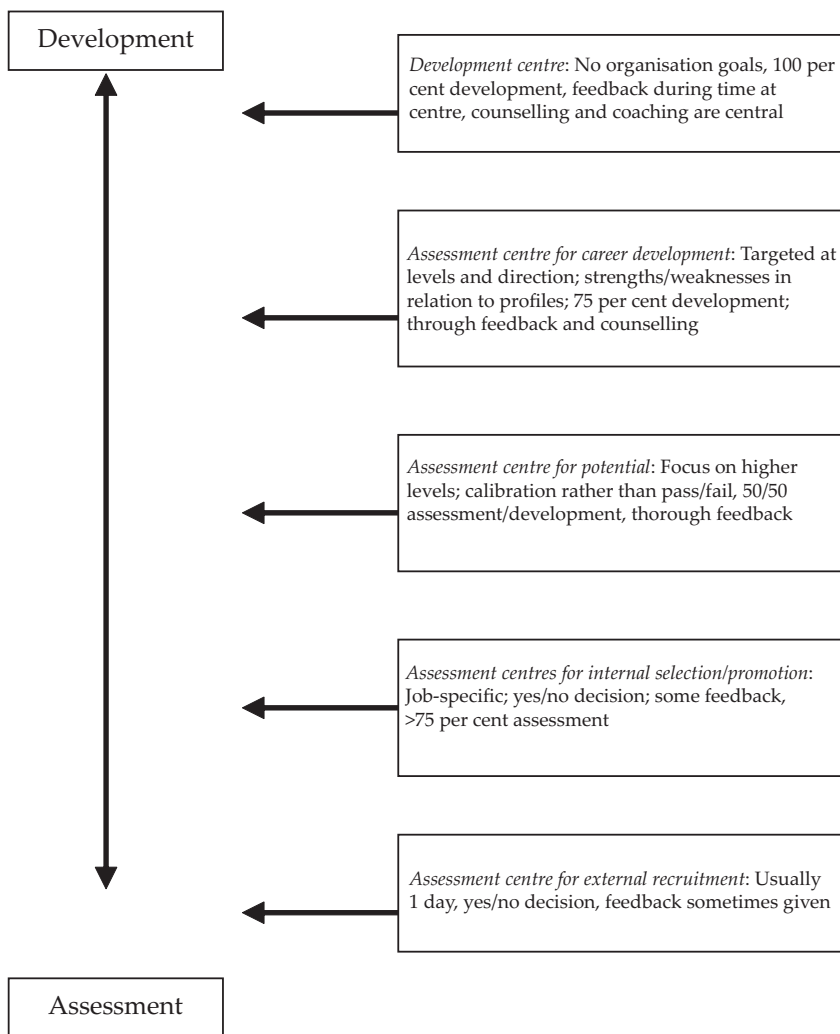 Development
Development centre: No organisation goals, 100 per
cent development, feedback during time at
centre, counselling and coaching are central
Assessment centre for career development: Targeted at
levels and direction; strengths/weaknesses in
relation to profiles; 75 per cent development;
through feedback and counselling
Assessment centre for potential: Focus on higher
levels; calibration rather than pass/fail, 50/50
assessment/development, thorough feedback
Assessment centres for internal selection/promotion:
Job-specific; yes/no decision; some feedback,
>75 per cent assessment
Assessment centre for external recruitment: Usually
1 day, yes/no decision, feedback sometimes given
Assessment